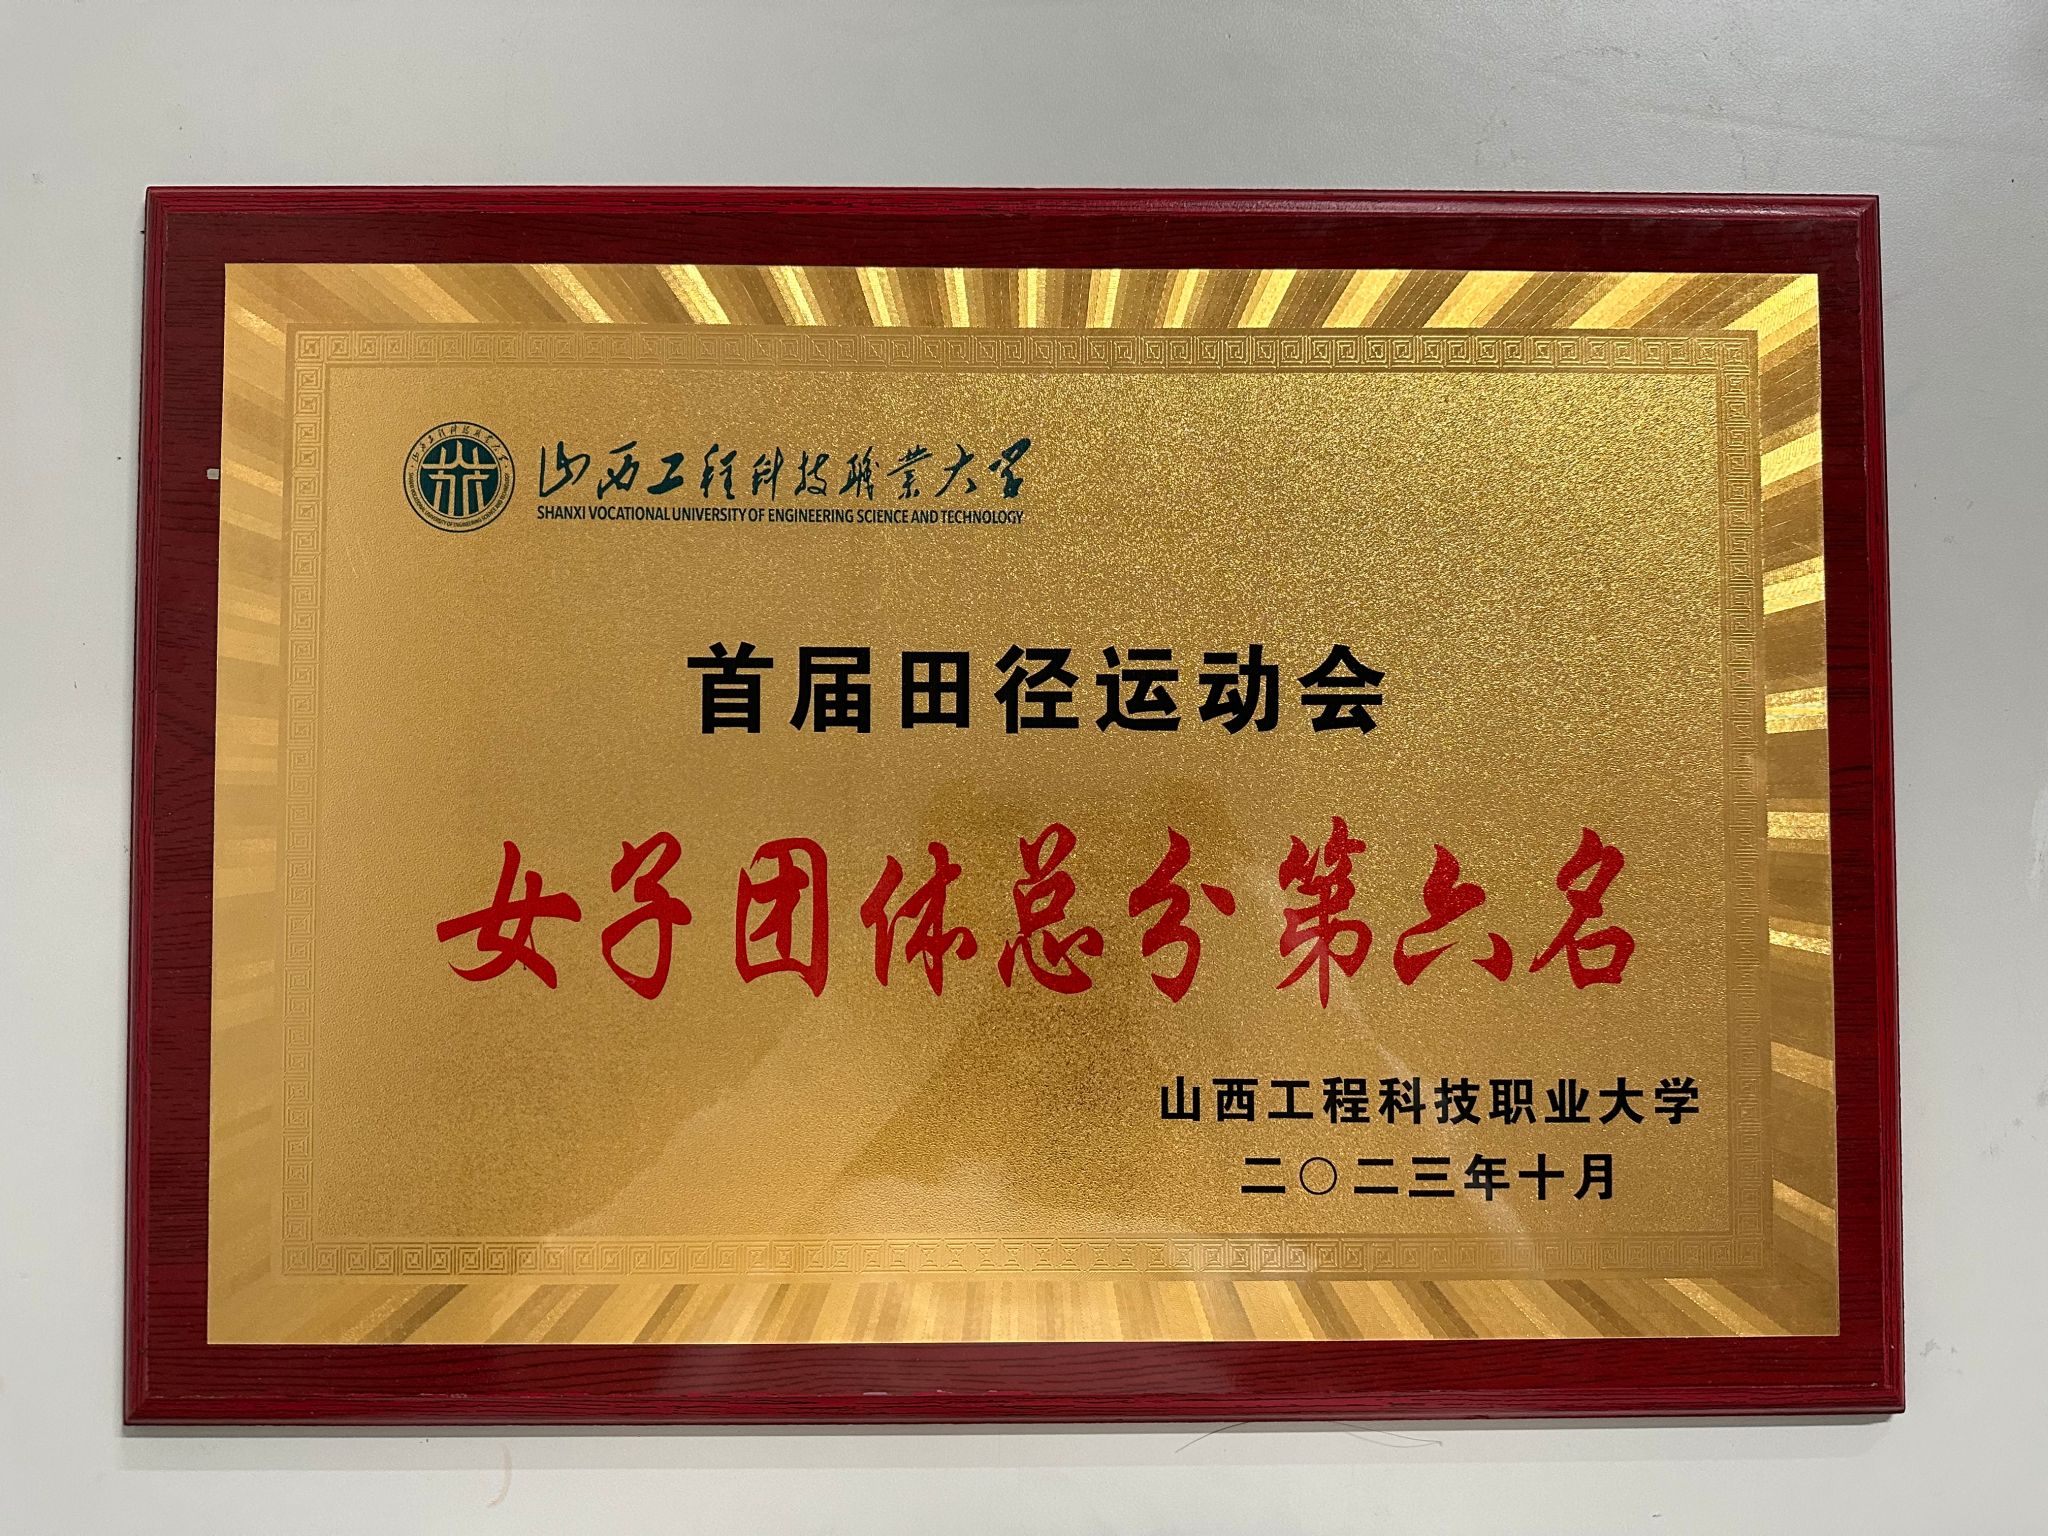 山西工程科技職業大学
SHANXI VOCATIONAL UNIVERSITY OF ENGINEERING SCIENCE AND TECHNOLOGY
首届田径运动会
女子团体总分第六名
山西工程科技职业大学
二〇二三年十月